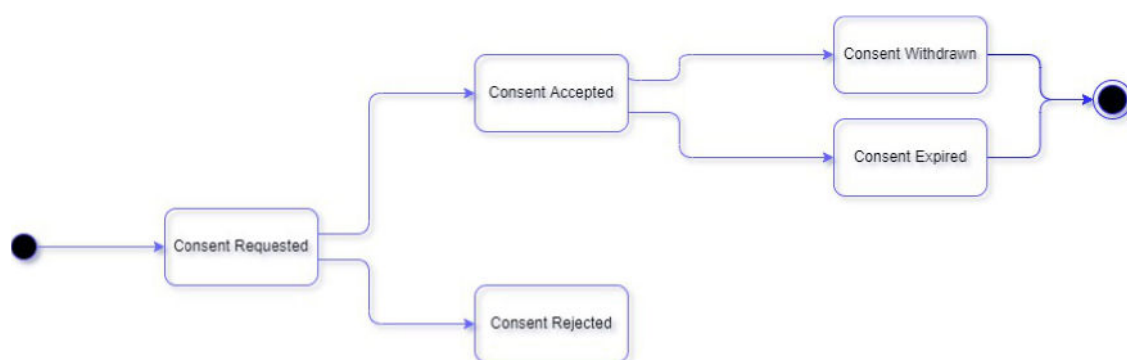 Consent Withdrawn
Consent Accepted
Consent Expired
Consent Requested
Consent Rejected